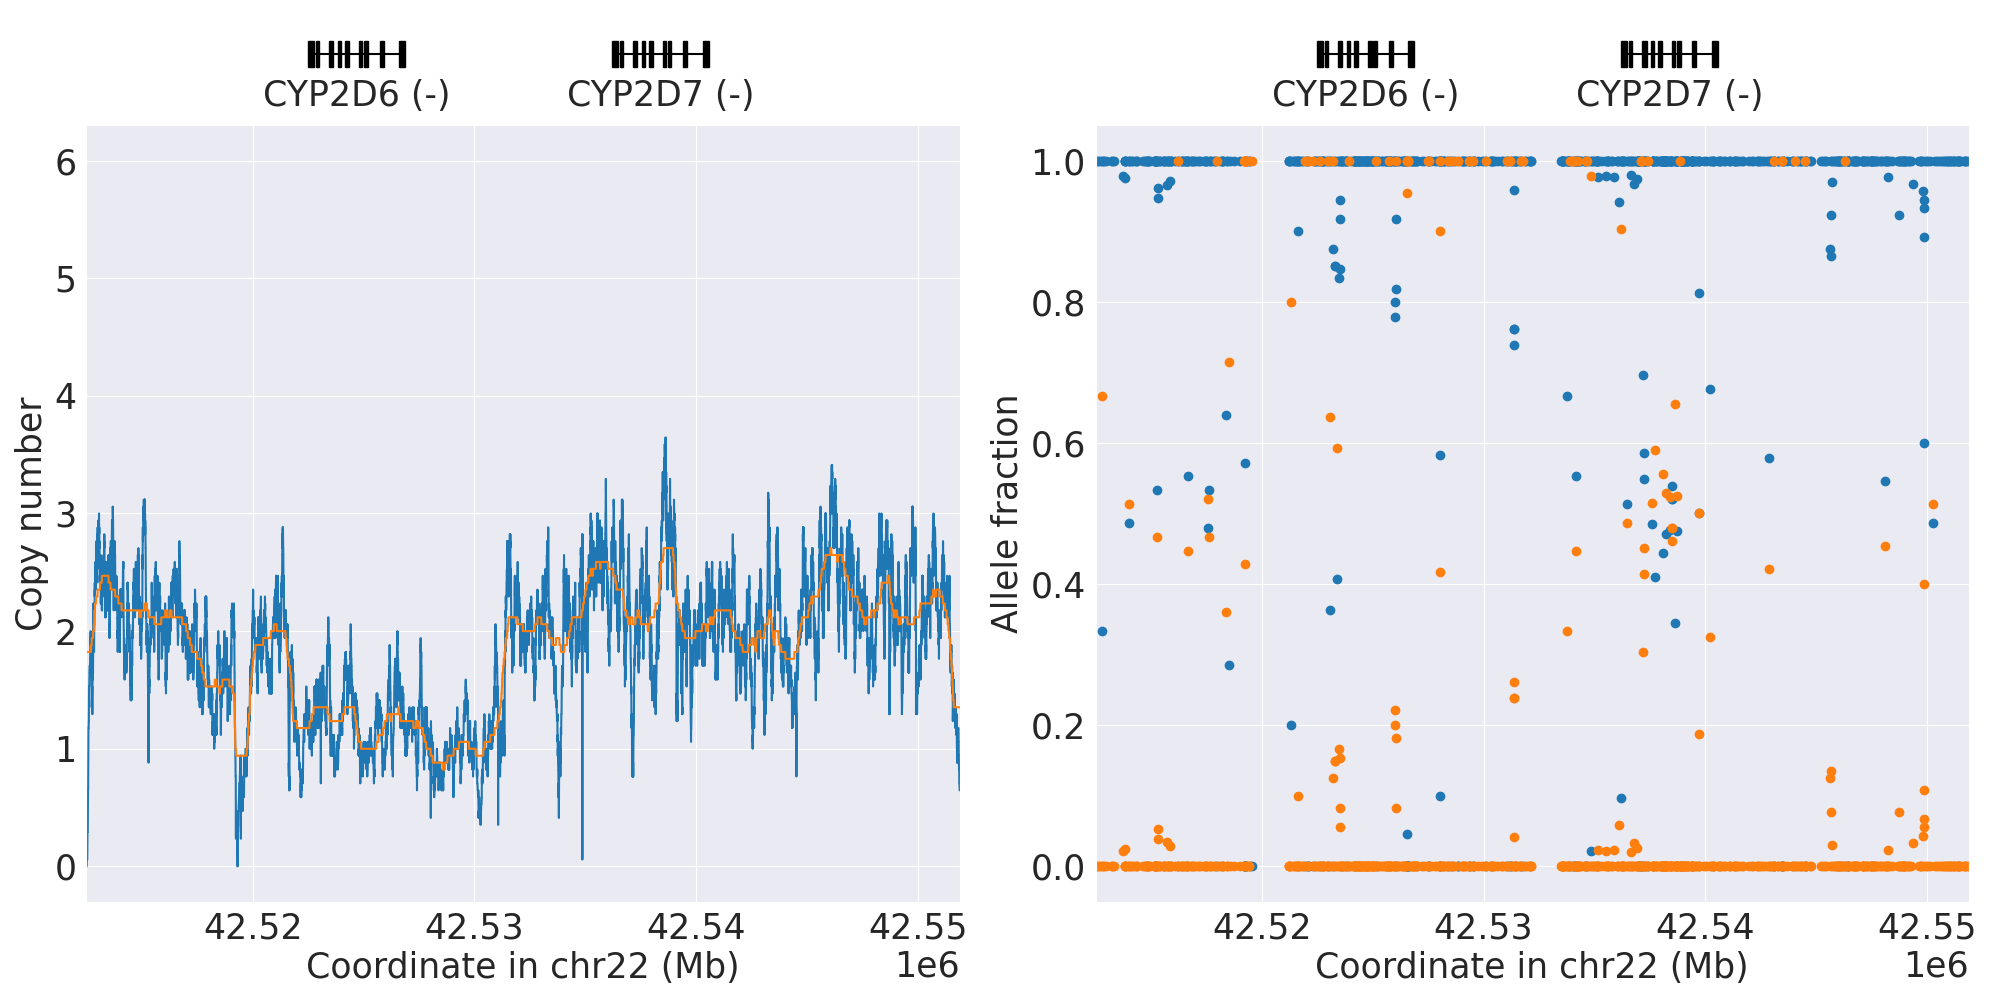 CYP2D6 (-) CYP2D7 (-)
6
5
4
3
2
1
0
Copy number
42.52 42.53 42.54 42.55
Coordinate in chr22 (Mb) 1e6
CYP2D6 (-) CYP2D7 (-)
1.0
0.8
0.6
0.4
0.2
0.0
Allele fraction
42.52 42.53 42.54 42.55
Coordinate in chr22 (Mb) 1e6